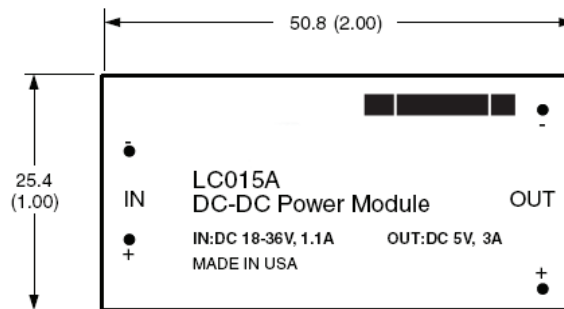 50.8 (2.00)
25.4
(1.00)
-
-
IN
LC015A
DC-DC Power Module
OUT
IN:DC 18-36V, 1.1A OUT:DC 5V, 3A
+
MADE IN USA
+